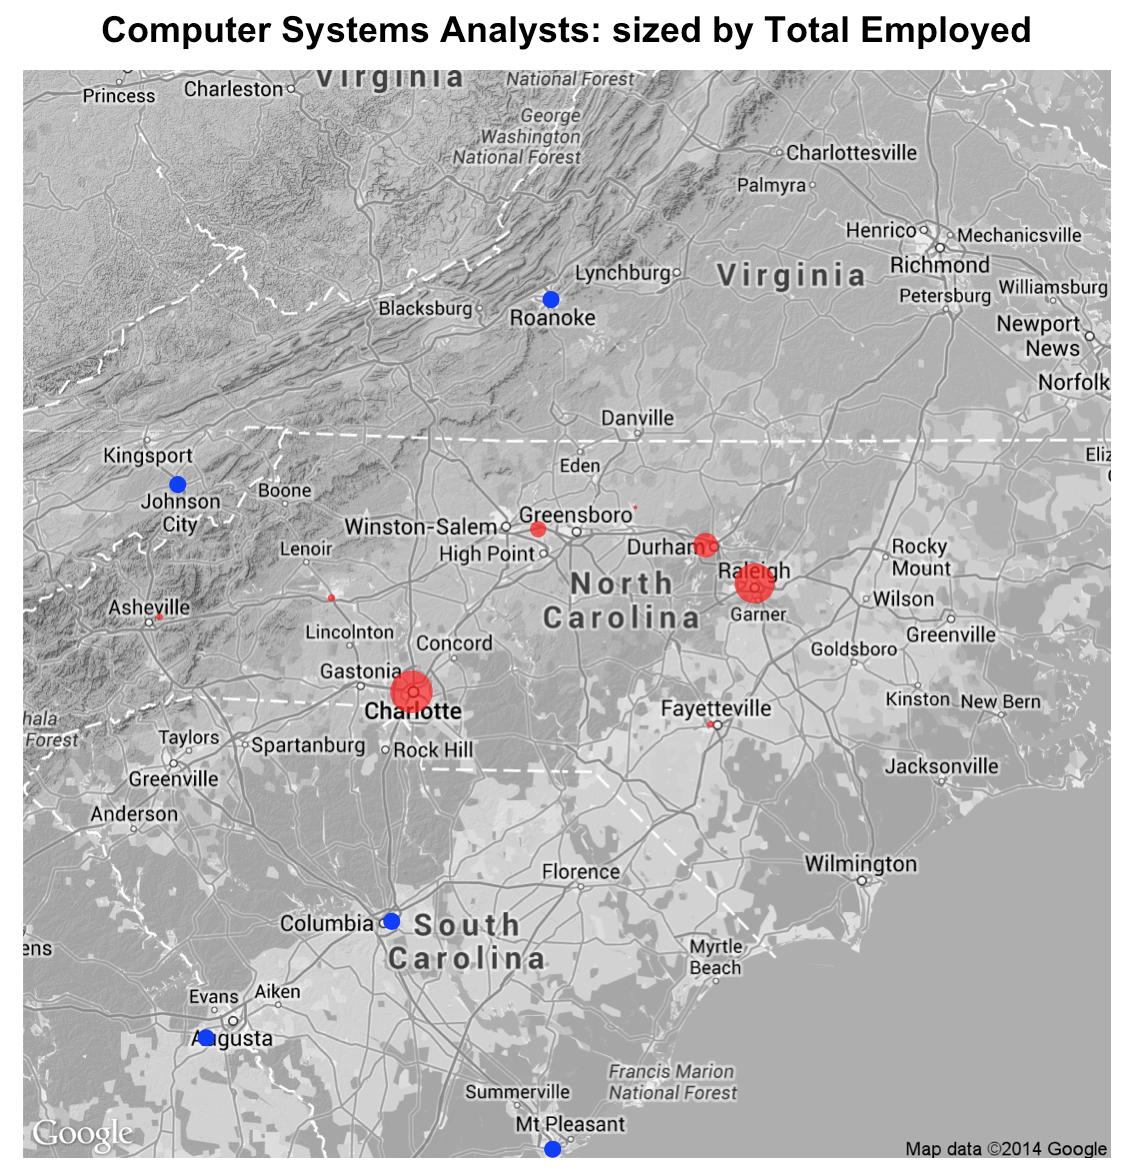 Computer Systems Analysts: sized by Total Employed
Virginia
National Forest
Princess
Charleston
George
Washington
National Forest
Charlottesville
Palmyra
Henrico
Mechanicsville
Richmond
Lynchburg
Virginia
Williamsburg
Petersburg
Blacksburg
Roanoke
Newport
News
Norfolk
Danville
Kingsport
Eden
Eliz
Johnson
City
Boone
Winston-Salem
Greensboro
High Point
Durham
Lenoir
Rocky
Mount
Raleigh
North
Carolina
Asheville
Garner
Wilson
Lincolnton
Concord
Greenville
Goldsboro
Gastonia
Kinston
New Bern
Charlotte
Fayetteville
hala
Forest
Taylors
Spartanburg
Rock Hill
Greenville
Jacksonville
Anderson
Florence
Wilmington
Columbia
South
Carolina
ens
Myrtle
Beach
Evans
Aiken
Augusta
Francis Marion
National Forest
Summerville
Mt Pleasant
Google
Map data ©2014 Google